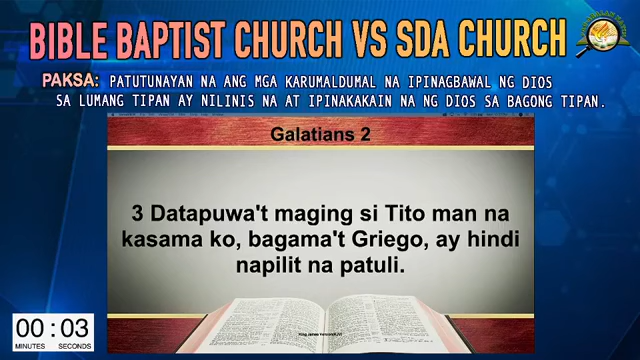 BIBLE BAPTIST CHURCH VS SDA CHURCH
PAKSA: PATUTUNAYAN NA ANG MGA KARUMALDUMAL NA IPINAGBAWAL NG DIOS
SA LUMANG TIPAN AY NILINIS NA AT IPINAKAKAIN NA NG DIOS SA BAGONG TIPAN.
Galatians 2
3 Datapuwa't maging si Tito man na
kasama ko, bagama't Griego, ay hindi
napilit na patuli.
00 : 03
MINUTES SECONDS